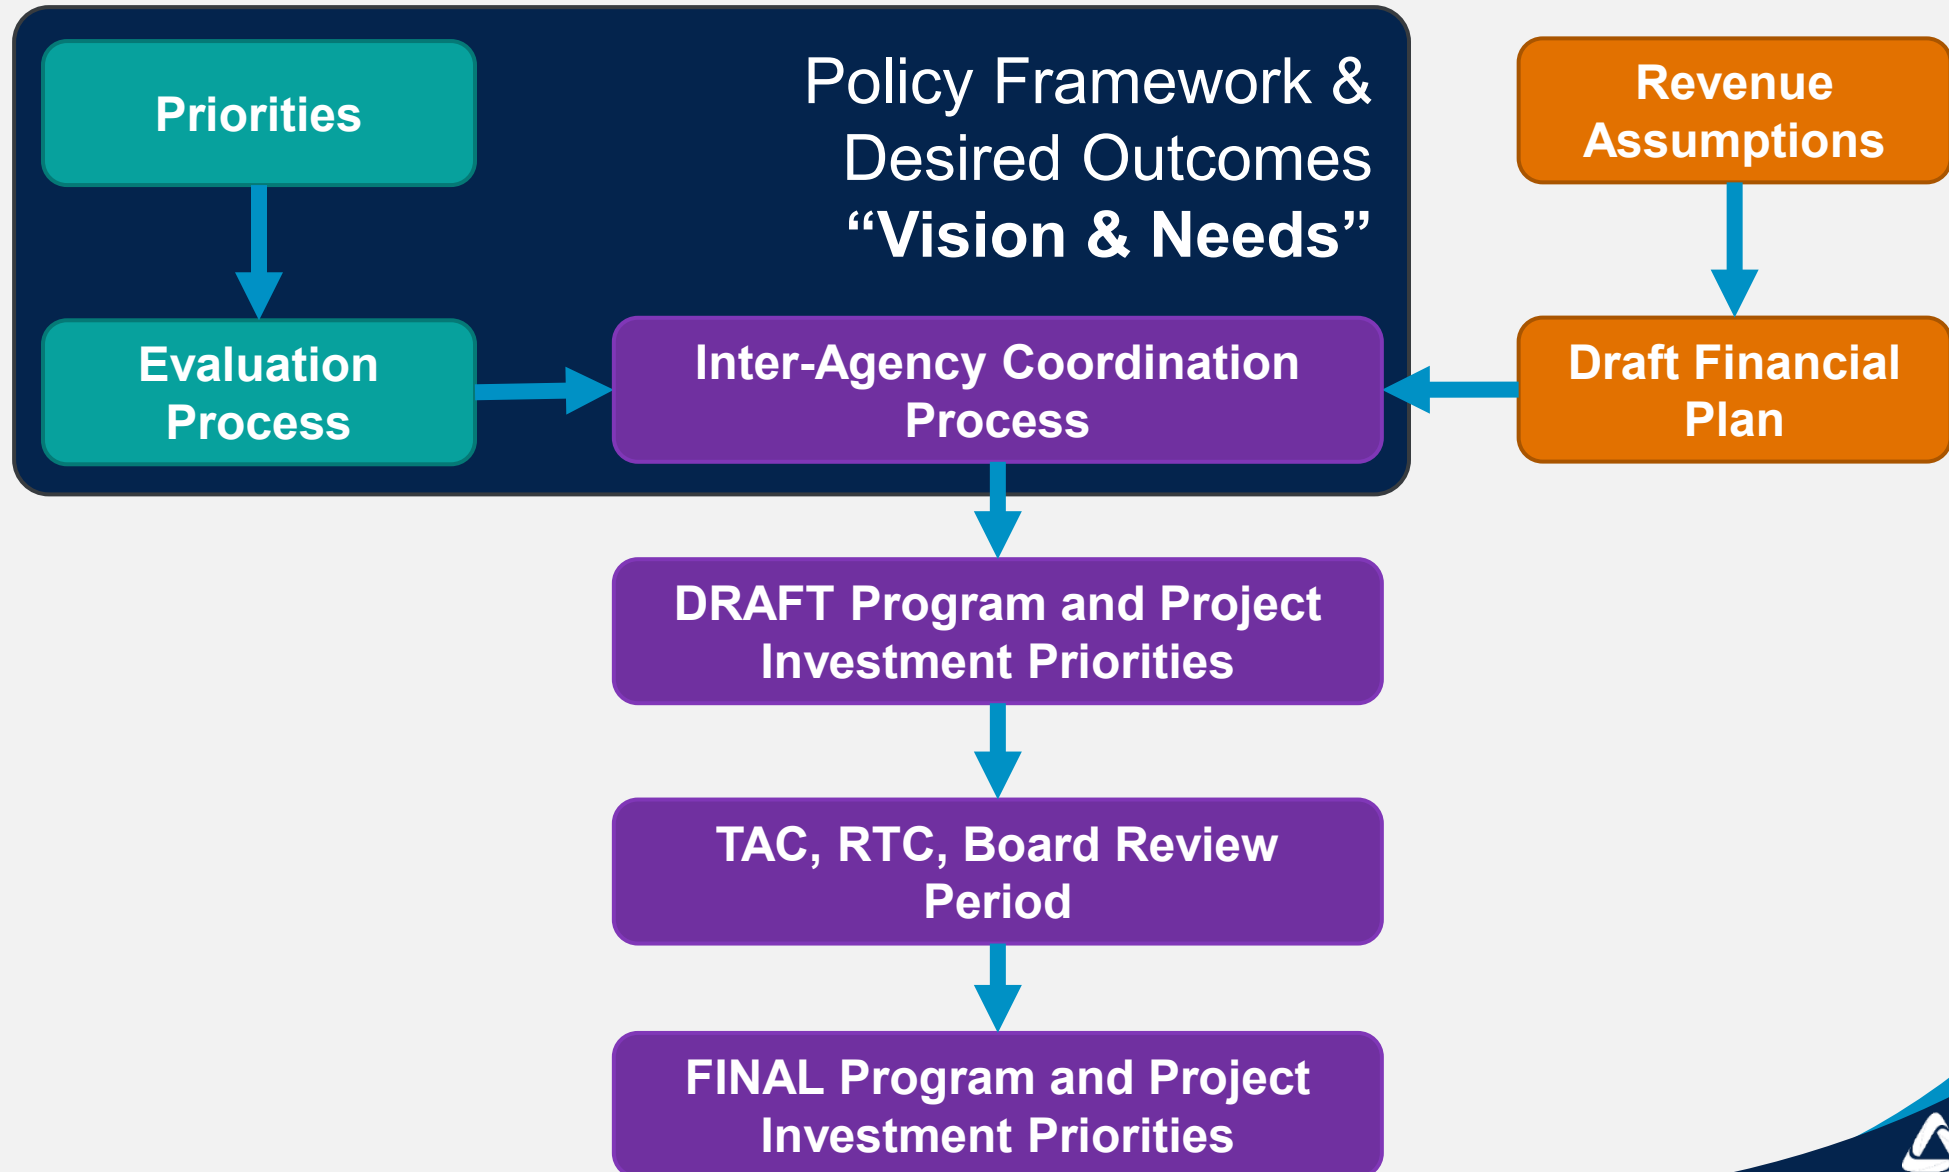 Priorities
Policy Framework &
Desired Outcomes
“Vision & Needs”
Revenue
Assumptions
Evaluation
Process
Inter-Agency Coordination
Process
Draft Financial
Plan
DRAFT Program and Project
Investment Priorities
TAC, RTC, Board Review
Period
FINAL Program and Project
Investment Priorities